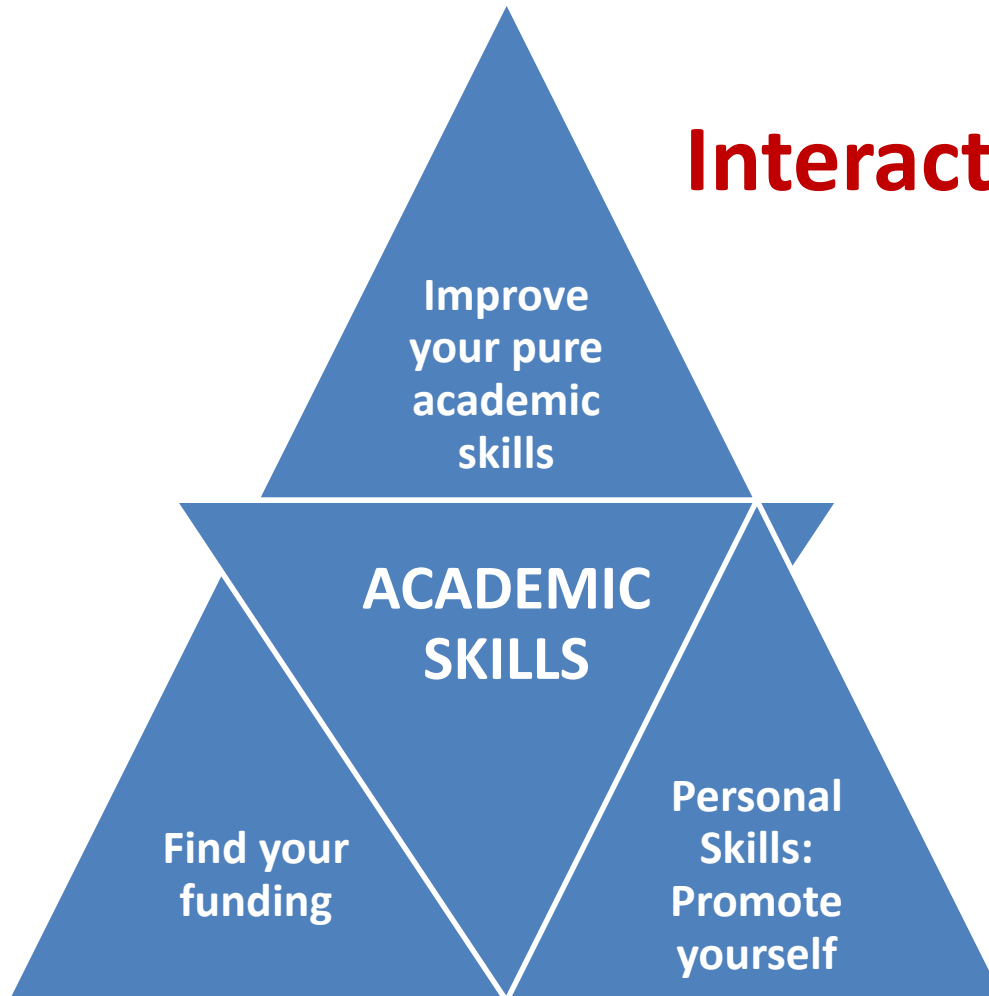 Interact
Improve
your pure
academic
skills
ACADEMIC
SKILLS
Find your
funding
Personal
Skills:
Promote
yourself